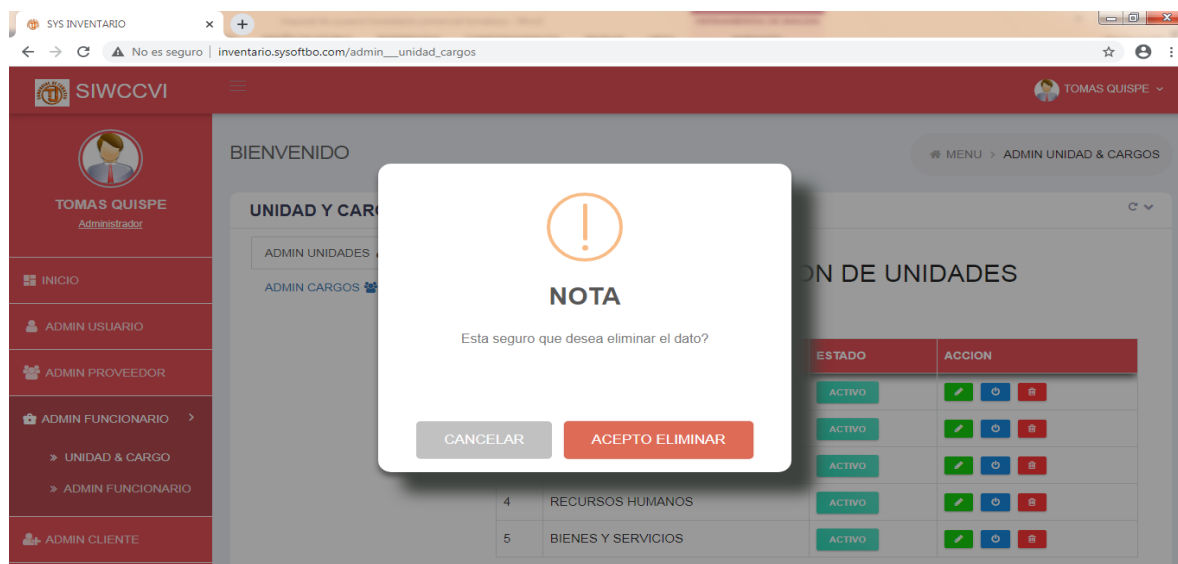 SYS INVENTARIO
No es seguro | inventario.sysoftbo.com/admin__unidad_cargos
SIWCCVI
TOMAS QUISPE
TOMAS QUISPE
Administrador
INICIO
ADMIN USUARIO
ADMIN PROVEEDOR
ADMIN FUNCIONARIO
» UNIDAD & CARGO
» ADMIN FUNCIONARIO
ADMIN CLIENTE
BIENVENIDO
MENU > ADMIN UNIDAD & CARGOS
UNIDAD Y
ADMIN UNIDADES
ADMIN CARGOS
DE UNIDADES
ESTADO ACCION
ACTIVO
ACTIVO
ACTIVO
4 RECURSOS HUMANOS ACTIVO
5 BIENES Y SERVICIOS ACTIVO
NOTA
Esta seguro que desea eliminar el dato?
CANCELAR ACEPTO ELIMINAR